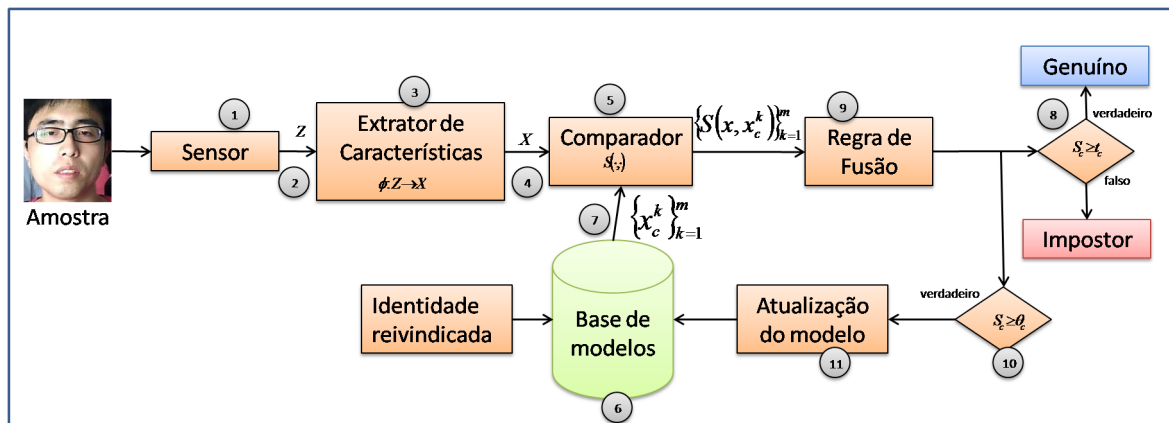 Amostra
1
Sensor
Z
2
3
Extrator de
Características
ϕ:Z→X
X
4
5
Comparador
S(·,·)
{S(x, x_c^k)}_{k=1}^m
9
Regra de
Fusão
8
S_c ≥ t_c
verdadeiro
Genuíno
falso
Impostor
7
{x_c^k}_{k=1}^m
Identidade
reivindicada
Base de
modelos
6
Atualização
do modelo
11
verdadeiro
S_c ≥ θ_c
10